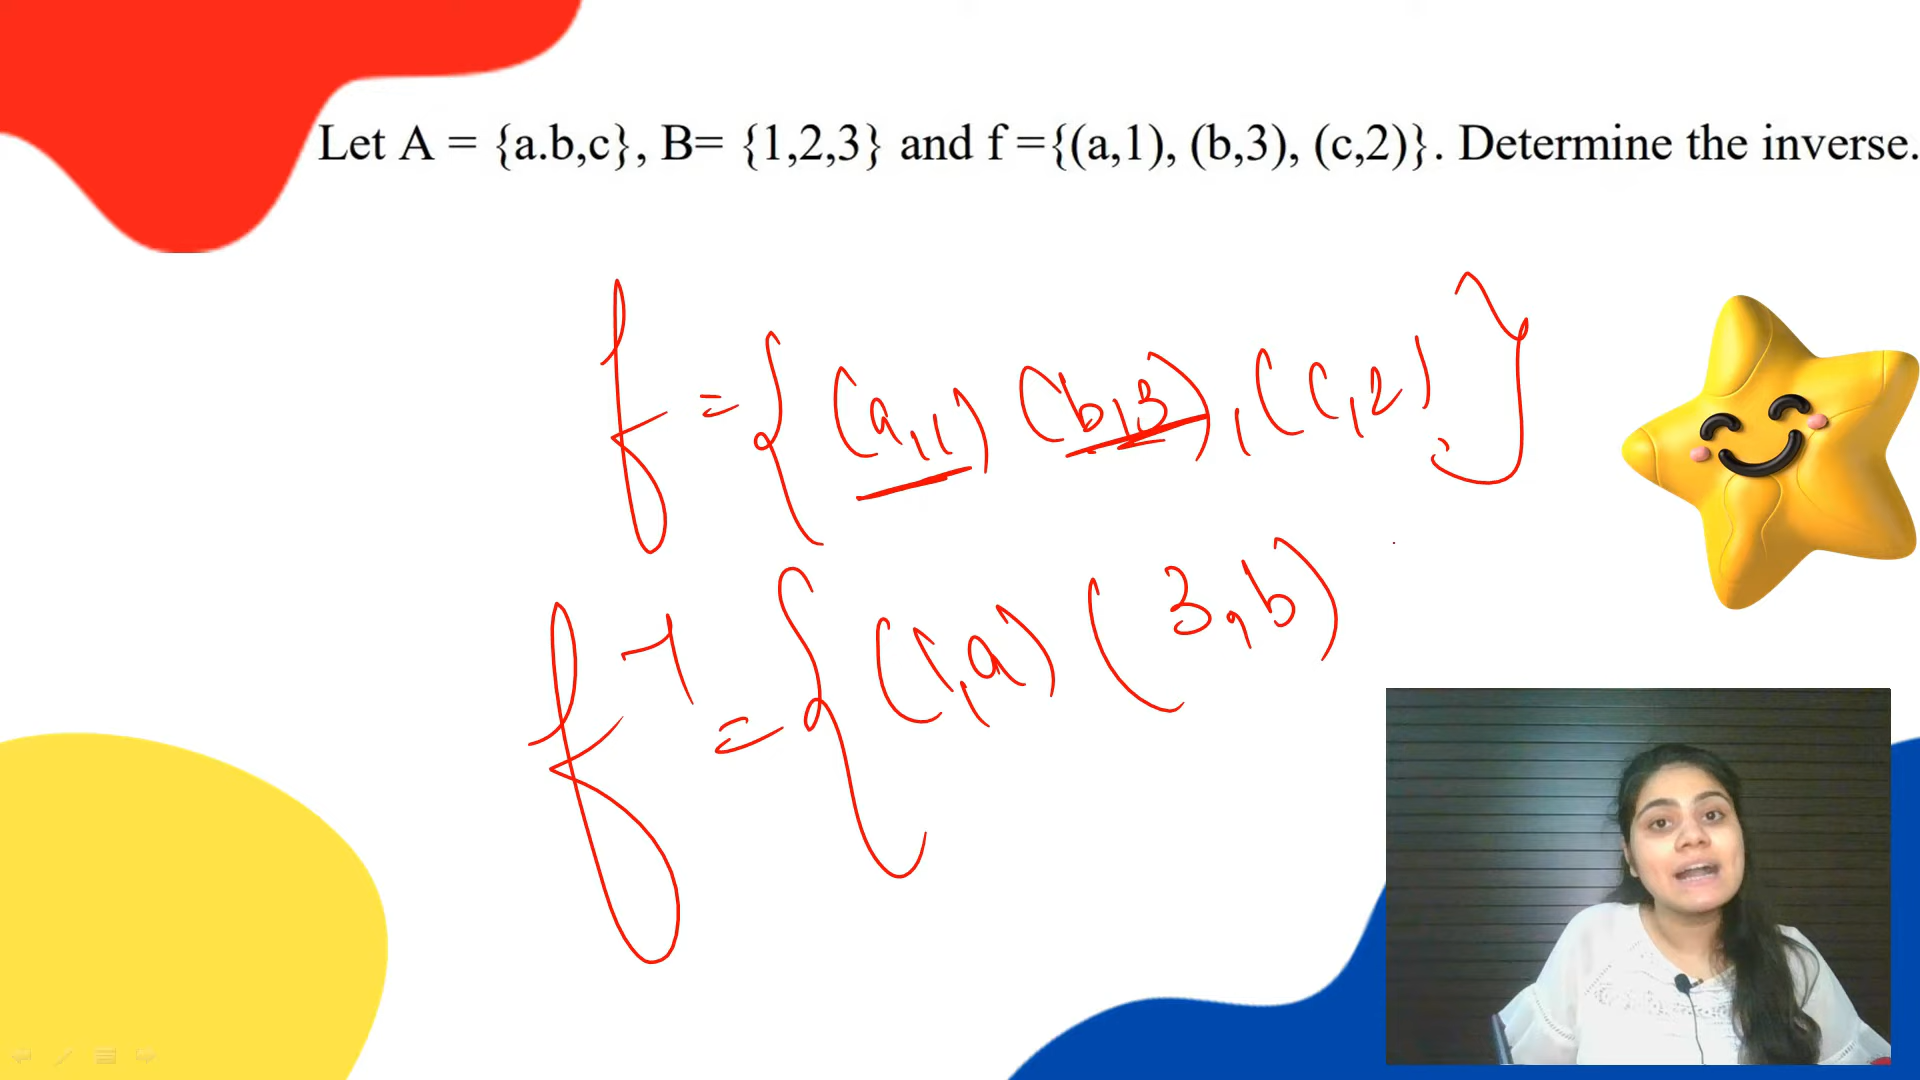 Let A = {a.b,c}, B= {1,2,3} and f ={(a,1), (b,3), (c,2)}. Determine the inverse.
f = {(a,1) (b,3), (c,2)}
f⁻¹ = {(1,a) (3,b)